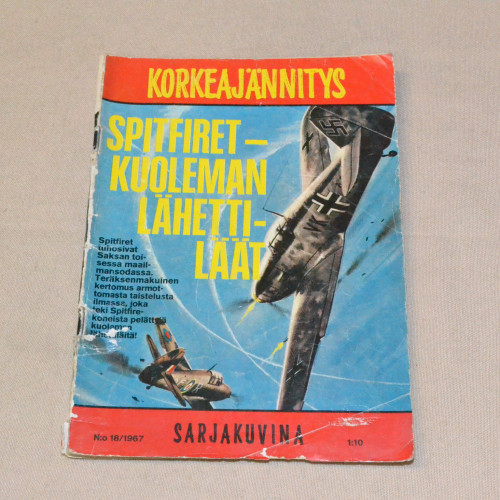 KORKEAJÄNNITYS
SPITFIRET –
KUOLEMAN
LÄHETTI-
LÄÄT
Spitfiret
tuhosivat
Saksan toi-
sessa maail-
mansodassa.
Teräksenmakuinen
kertomus armot-
tomasta taistelusta
ilmassa, joka
teki Spitfire-
koneista pelättyjä
kuoleman
N:o 18/1967
SARJAKUVINA
1:10